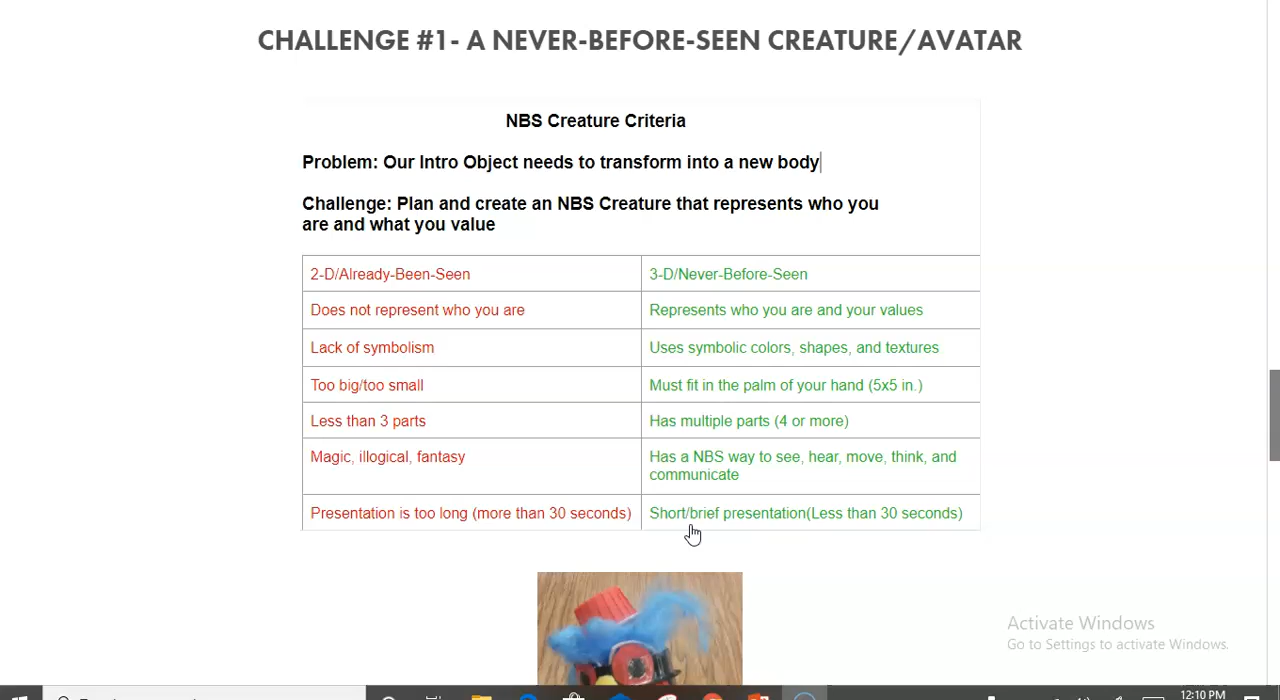 CHALLENGE #1- A NEVER-BEFORE-SEEN CREATURE/AVATAR
NBS Creature Criteria
Problem: Our Intro Object needs to transform into a new body
Challenge: Plan and create an NBS Creature that represents who you
are and what you value
2-D/Already-Been-Seen
3-D/Never-Before-Seen
Does not represent who you are
Represents who you are and your values
Lack of symbolism
Uses symbolic colors, shapes, and textures
Too big/too small
Must fit in the palm of your hand (5x5 in.)
Less than 3 parts
Has multiple parts (4 or more)
Magic, illogical, fantasy
Has a NBS way to see, hear, move, think, and
communicate
Presentation is too long (more than 30 seconds)
Short/brief presentation(Less than 30 seconds)
Activate Windows
Go to Settings to activate Windows.
12:10 PM